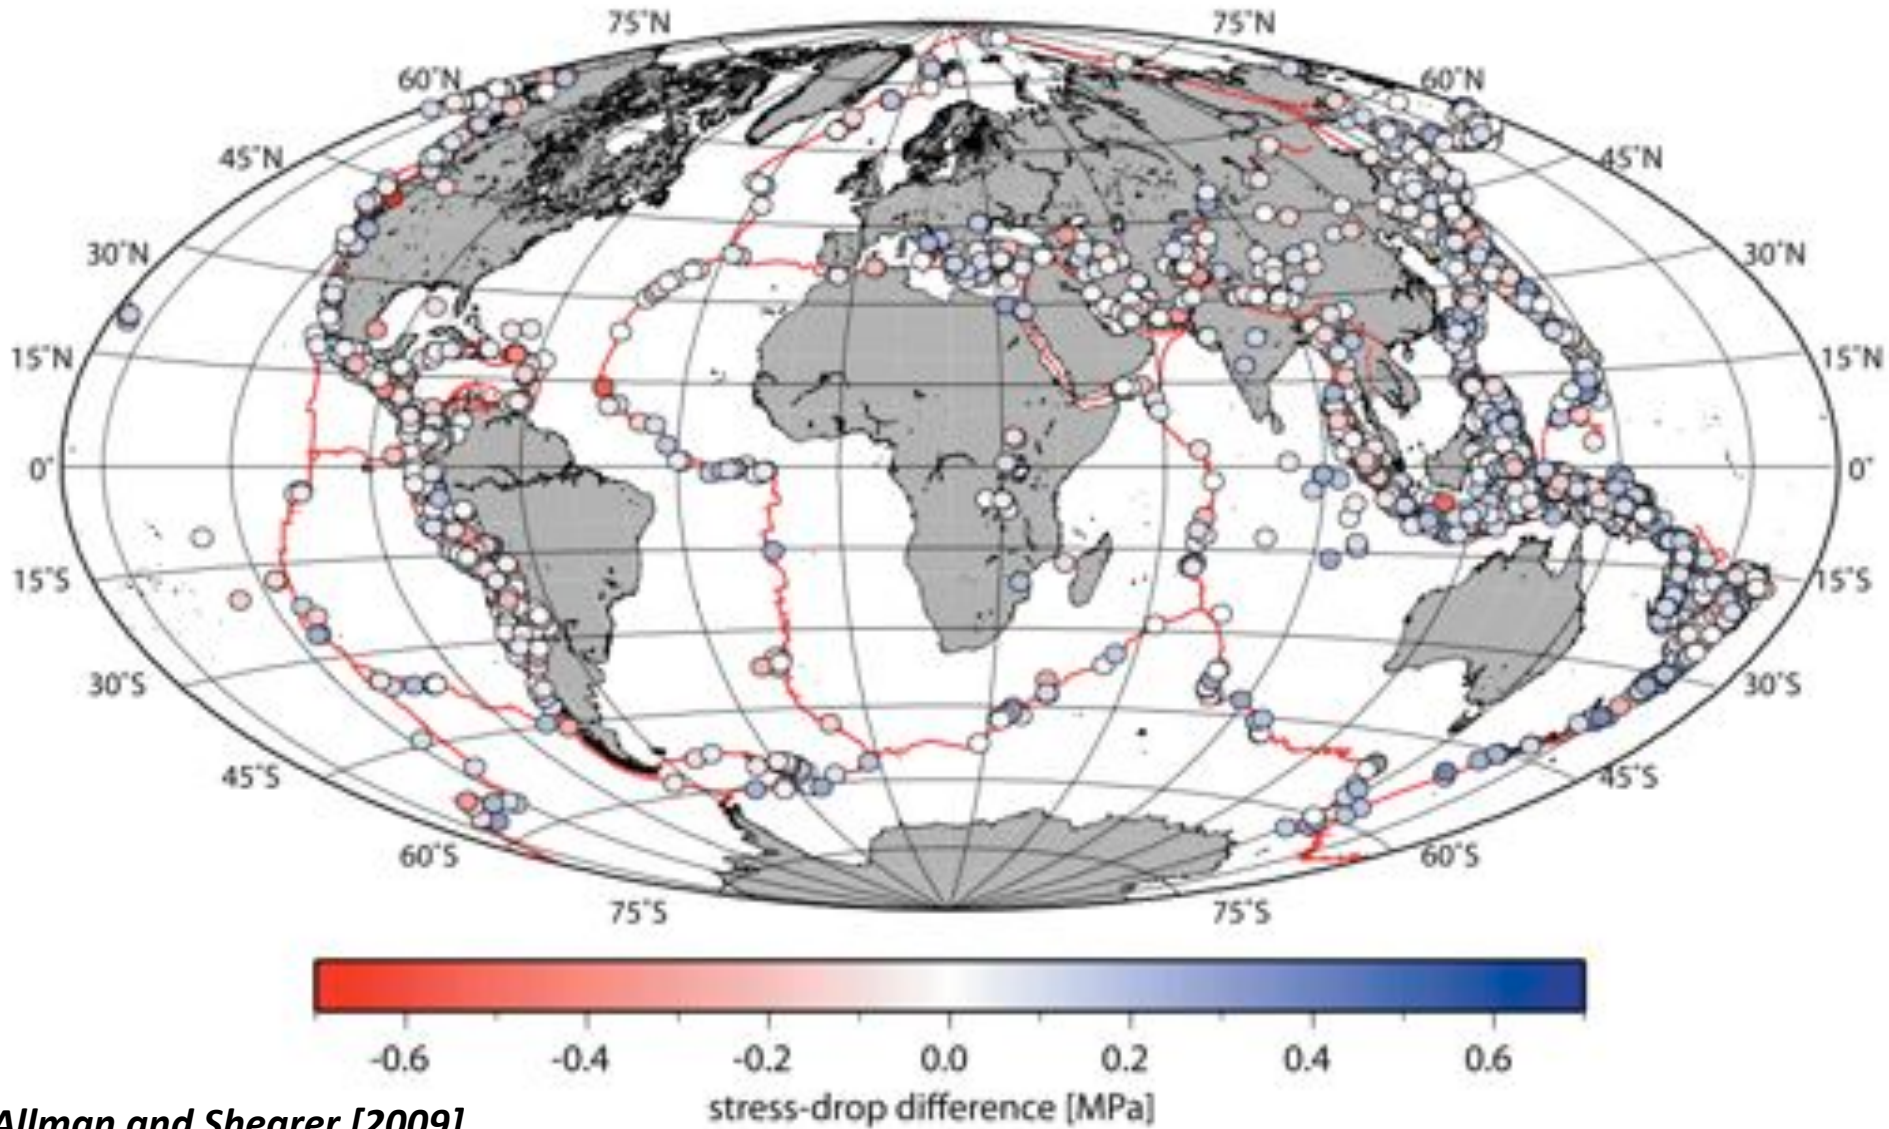 75°N 75°N
60°N 60°N
45°N 45°N
30°N 30°N
15°N 15°N
0° 0°
15°S 15°S
30°S 30°S
45°S 45°S
60°S 60°S
75°S 75°S
-0.6 -0.4 -0.2 0.0 0.2 0.4 0.6
stress-drop difference [MPa]
Allman and Shearer [2009]